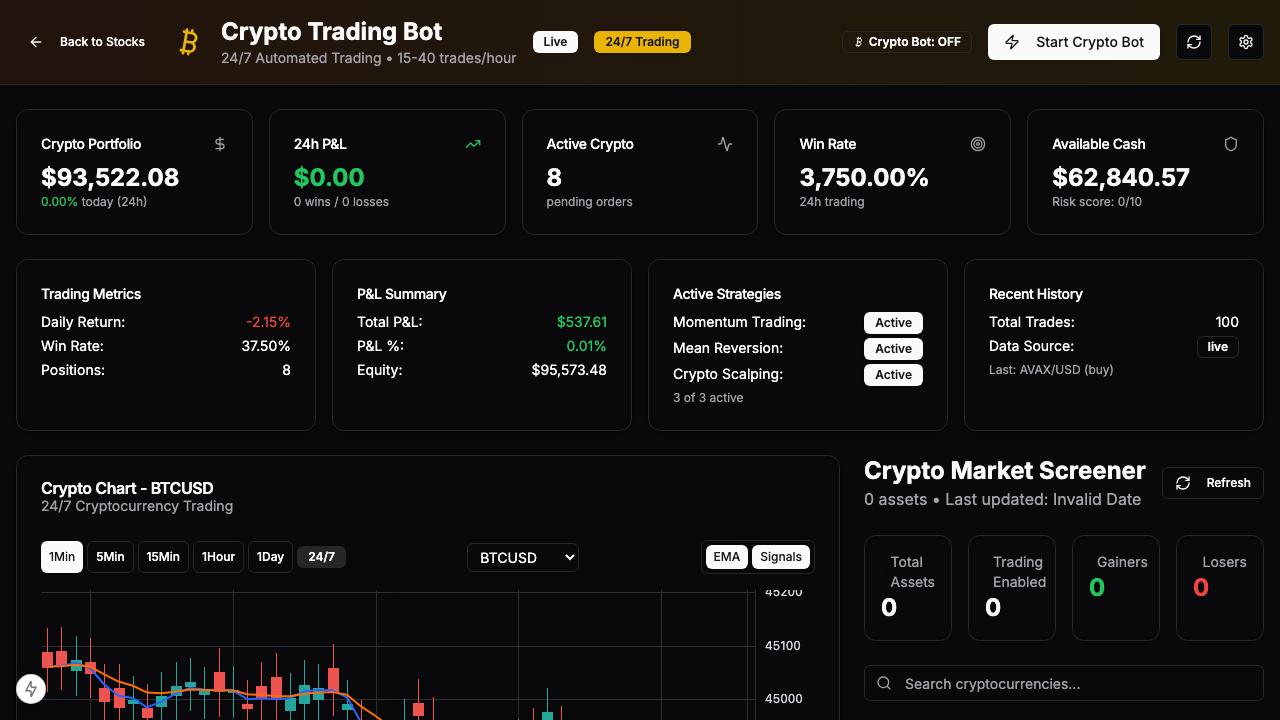 Back to Stocks
Crypto Trading Bot
24/7 Automated Trading • 15-40 trades/hour
Live
24/7 Trading
Crypto Bot: OFF
Start Crypto Bot
Crypto Portfolio
$93,522.08
0.00% today (24h)
24h P&L
$0.00
0 wins / 0 losses
Active Crypto
8
pending orders
Win Rate
3,750.00%
24h trading
Available Cash
$62,840.57
Risk score: 0/10
Trading Metrics
Daily Return: -2.15%
Win Rate: 37.50%
Positions: 8
P&L Summary
Total P&L: $537.61
P&L %: 0.01%
Equity: $95,573.48
Active Strategies
Momentum Trading: Active
Mean Reversion: Active
Crypto Scalping: Active
3 of 3 active
Recent History
Total Trades: 100
Data Source: live
Last: AVAX/USD (buy)
Crypto Chart - BTCUSD
24/7 Cryptocurrency Trading
1Min 5Min 15Min 1Hour 1Day 24/7
BTCUSD
EMA Signals
45200
45100
45000
Crypto Market Screener
0 assets • Last updated: Invalid Date
Refresh
Total
Assets
0
Trading
Enabled
0
Gainers
0
Losers
0
Search cryptocurrencies...